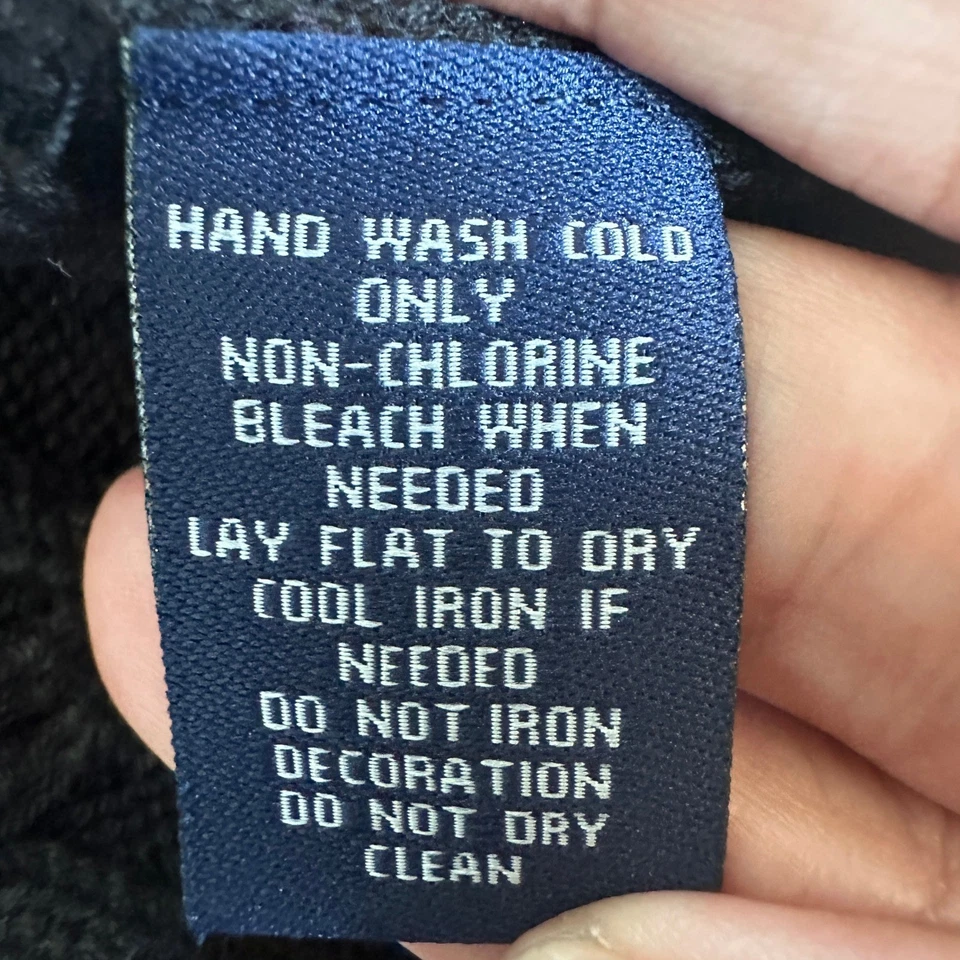 HAND WASH COLD
ONLY
NON-CHLORINE
BLEACH WHEN
NEEDED
LAY FLAT TO DRY
COOL IRON IF
NEEDED
DO NOT IRON
DECORATION
DO NOT DRY
CLEAN